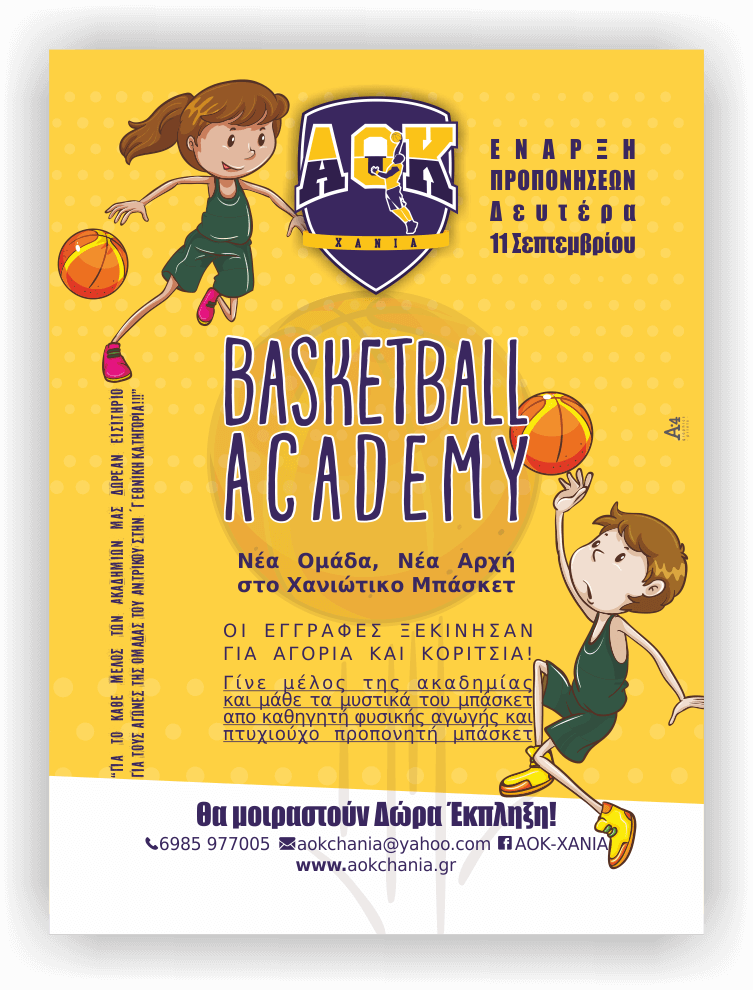 ΑΟΚ
ΧΑΝΙΑ
ΕΝΑΡΞΗ
ΠΡΟΠΟΝΗΣΕΩΝ
Δευτέρα
11 Σεπτεμβρίου
BASKETBALL
ACADEMY
Νέα Ομάδα, Νέα Αρχή
στο Χανιώτικο Μπάσκετ
ΟΙ ΕΓΓΡΑΦΕΣ ΞΕΚΙΝΗΣΑΝ
ΓΙΑ ΑΓΟΡΙΑ ΚΑΙ ΚΟΡΙΤΣΙΑ!
Γίνε μέλος της ακαδημίας
και μάθε τα μυστικά του μπάσκετ
απο καθηγητή φυσικής αγωγής και
πτυχιούχο προπονητή μπάσκετ
"ΓΙΑ ΤΟ ΚΑΘΕ ΜΕΛΟΣ ΤΩΝ ΑΚΑΔΗΜΙΩΝ ΜΑΣ ΔΩΡΕΑΝ ΕΙΣΙΤΗΡΙΟ
ΓΙΑ ΤΟΥΣ ΑΓΩΝΕΣ ΤΗΣ ΟΜΑΔΑΣ ΤΟΥ ΑΝΤΡΙΚΟΥ ΣΤΗΝ ΄Γ ΕΘΝΙΚΗ ΚΑΤΗΓΟΡΙΑ!!!"
A4
Θα μοιραστούν Δώρα Έκπληξη!
6985 977005 aokchania@yahoo.com AOK-XANIA
www.aokchania.gr